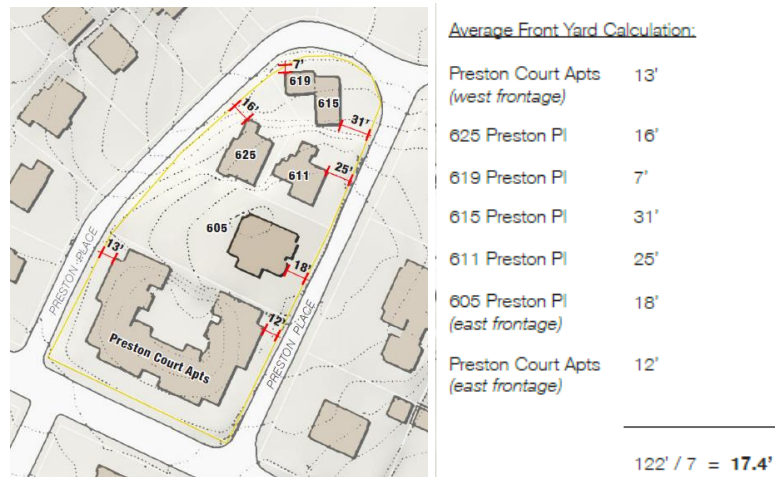 7'
619
615
16'
31'
625
611
25'
605
13'
18'
PRESTON PLACE
12'
Preston Court Apts
PRESTON PLACE
Average Front Yard Calculation:
Preston Court Apts 13'
(west frontage)
625 Preston Pl 16'
619 Preston Pl 7'
615 Preston Pl 31'
611 Preston Pl 25'
605 Preston Pl 18'
(east frontage)
Preston Court Apts 12'
(east frontage)
122' / 7 = 17.4'